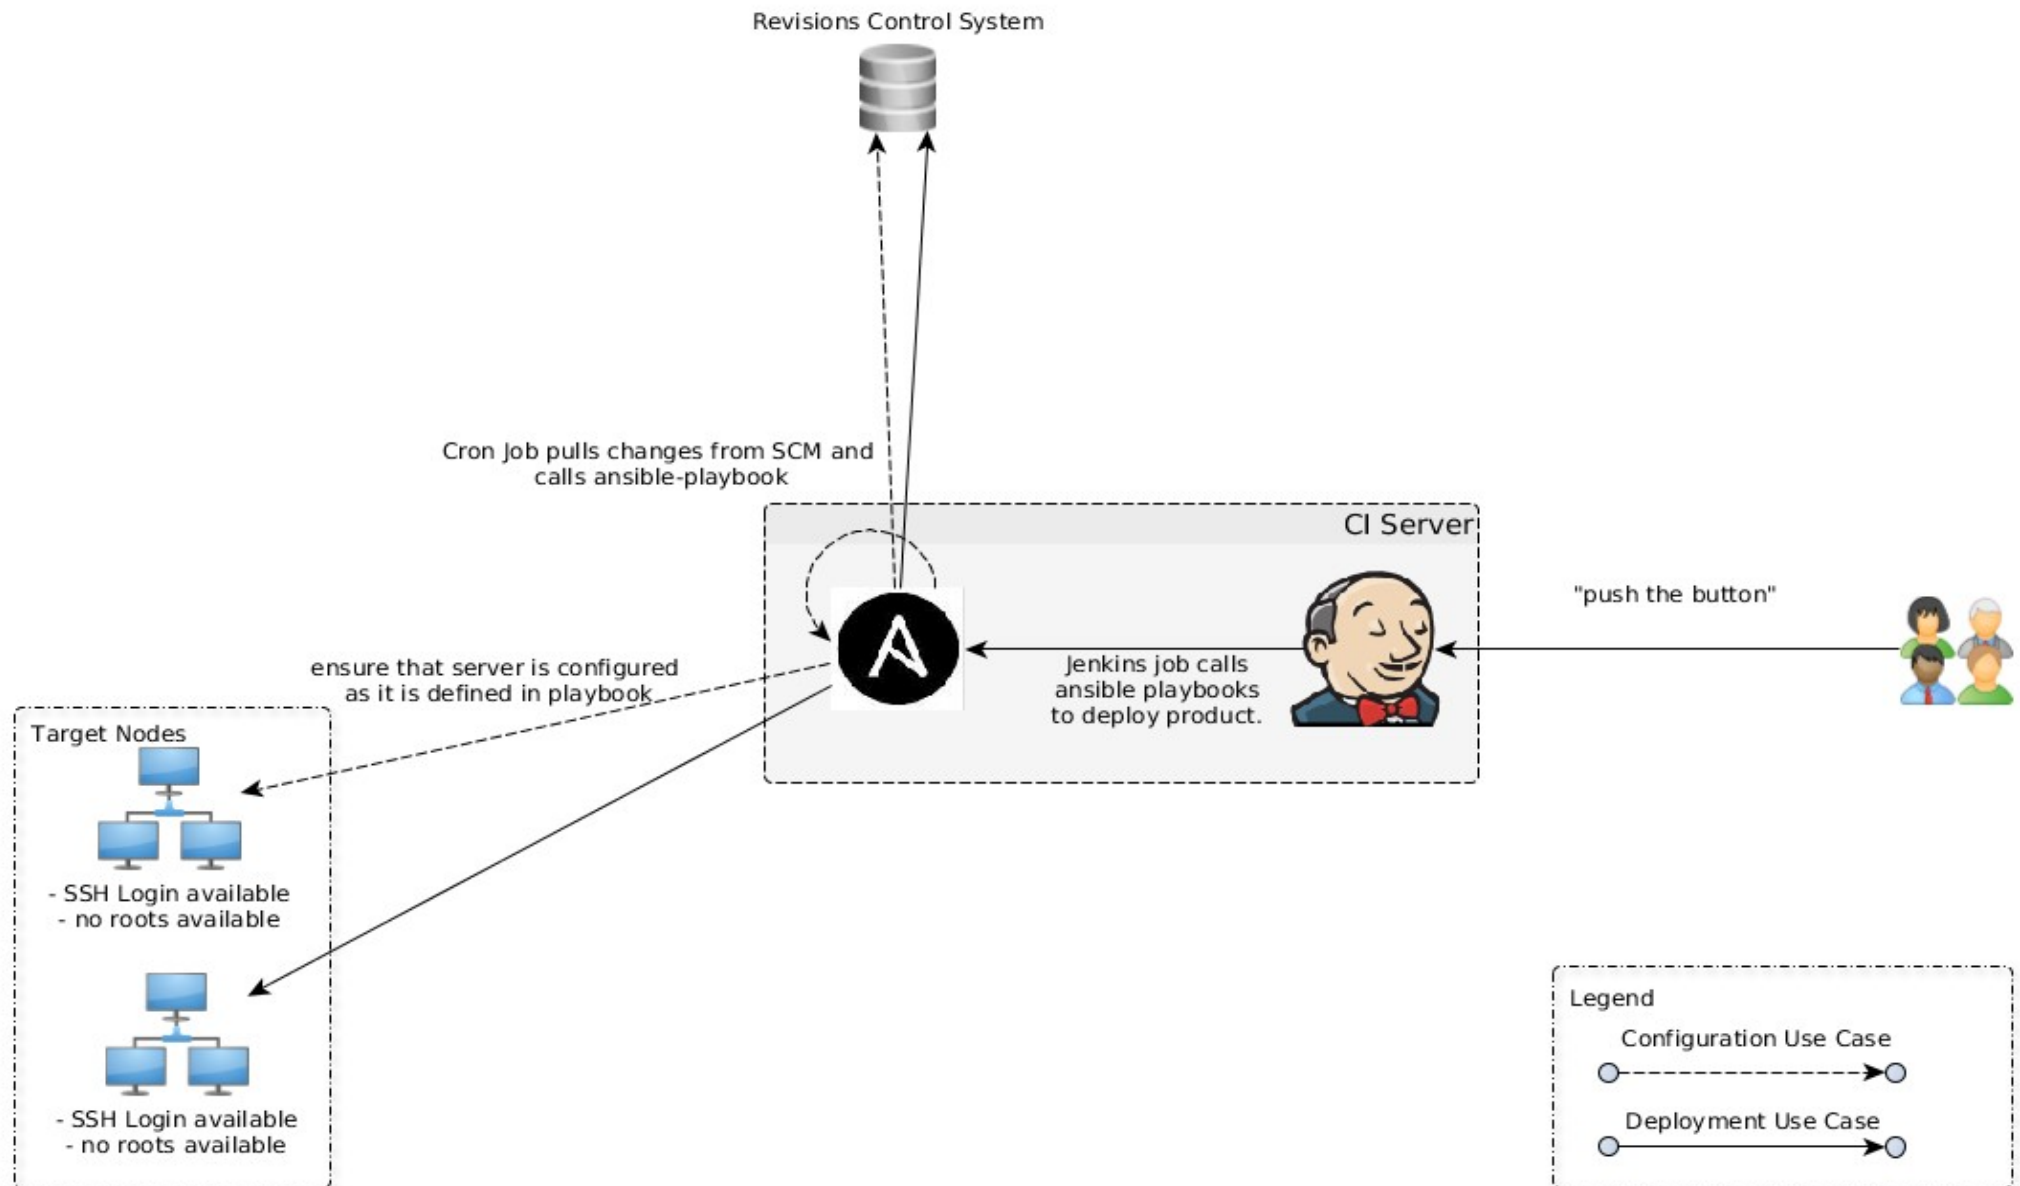 Revisions Control System
Cron Job pulls changes from SCM and
calls ansible-playbook
CI Server
"push the button"
Jenkins job calls
ansible playbooks
to deploy product.
ensure that server is configured
as it is defined in playbook
Target Nodes
- SSH Login available
- no roots available
- SSH Login available
- no roots available
Legend
Configuration Use Case
Deployment Use Case